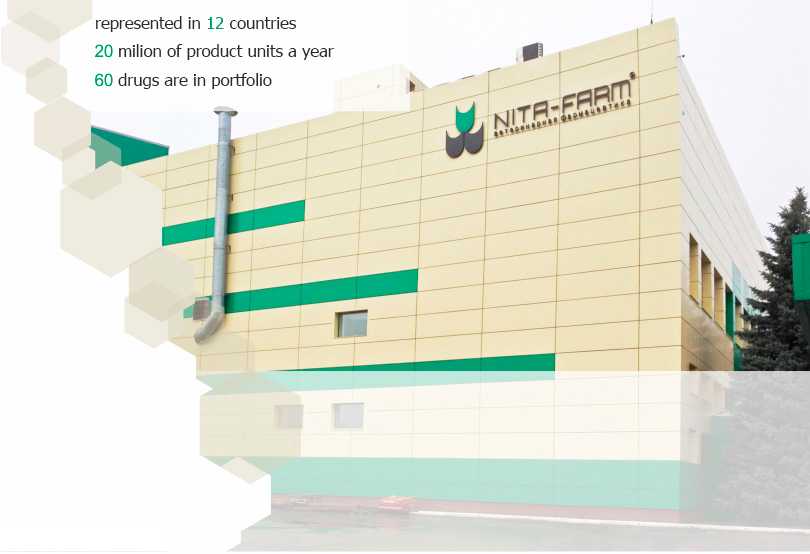 represented in 12 countries
20 milion of product units a year
60 drugs are in portfolio
NITA-FARM®
ветеринарная фармацевтика